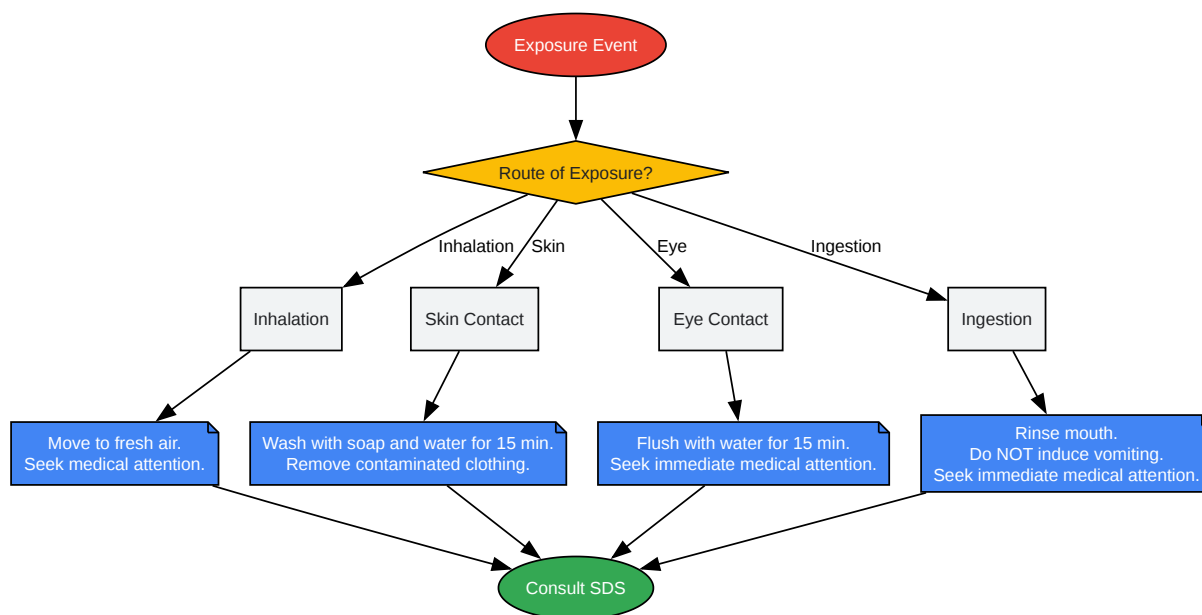 Exposure Event
Route of Exposure?
Inhalation
Skin
Eye
Ingestion
Inhalation
Skin Contact
Eye Contact
Ingestion
Move to fresh air.
Seek medical attention.
Wash with soap and water for 15 min.
Remove contaminated clothing.
Flush with water for 15 min.
Seek immediate medical attention.
Rinse mouth.
Do NOT induce vomiting.
Seek immediate medical attention.
Consult SDS